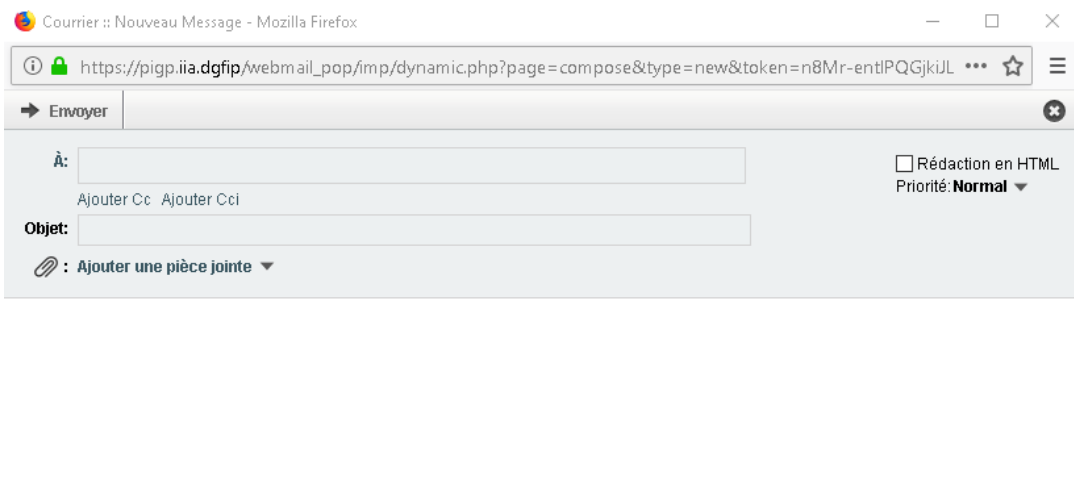 Courrier :: Nouveau Message - Mozilla Firefox
https://pigp.iia.dgfip/webmail_pop/imp/dynamic.php?page=compose&type=new&token=n8Mr-entlPQGjkiJL
Envoyer
À:
Rédaction en HTML
Priorité: Normal
Ajouter Cc Ajouter Cci
Objet:
: Ajouter une pièce jointe